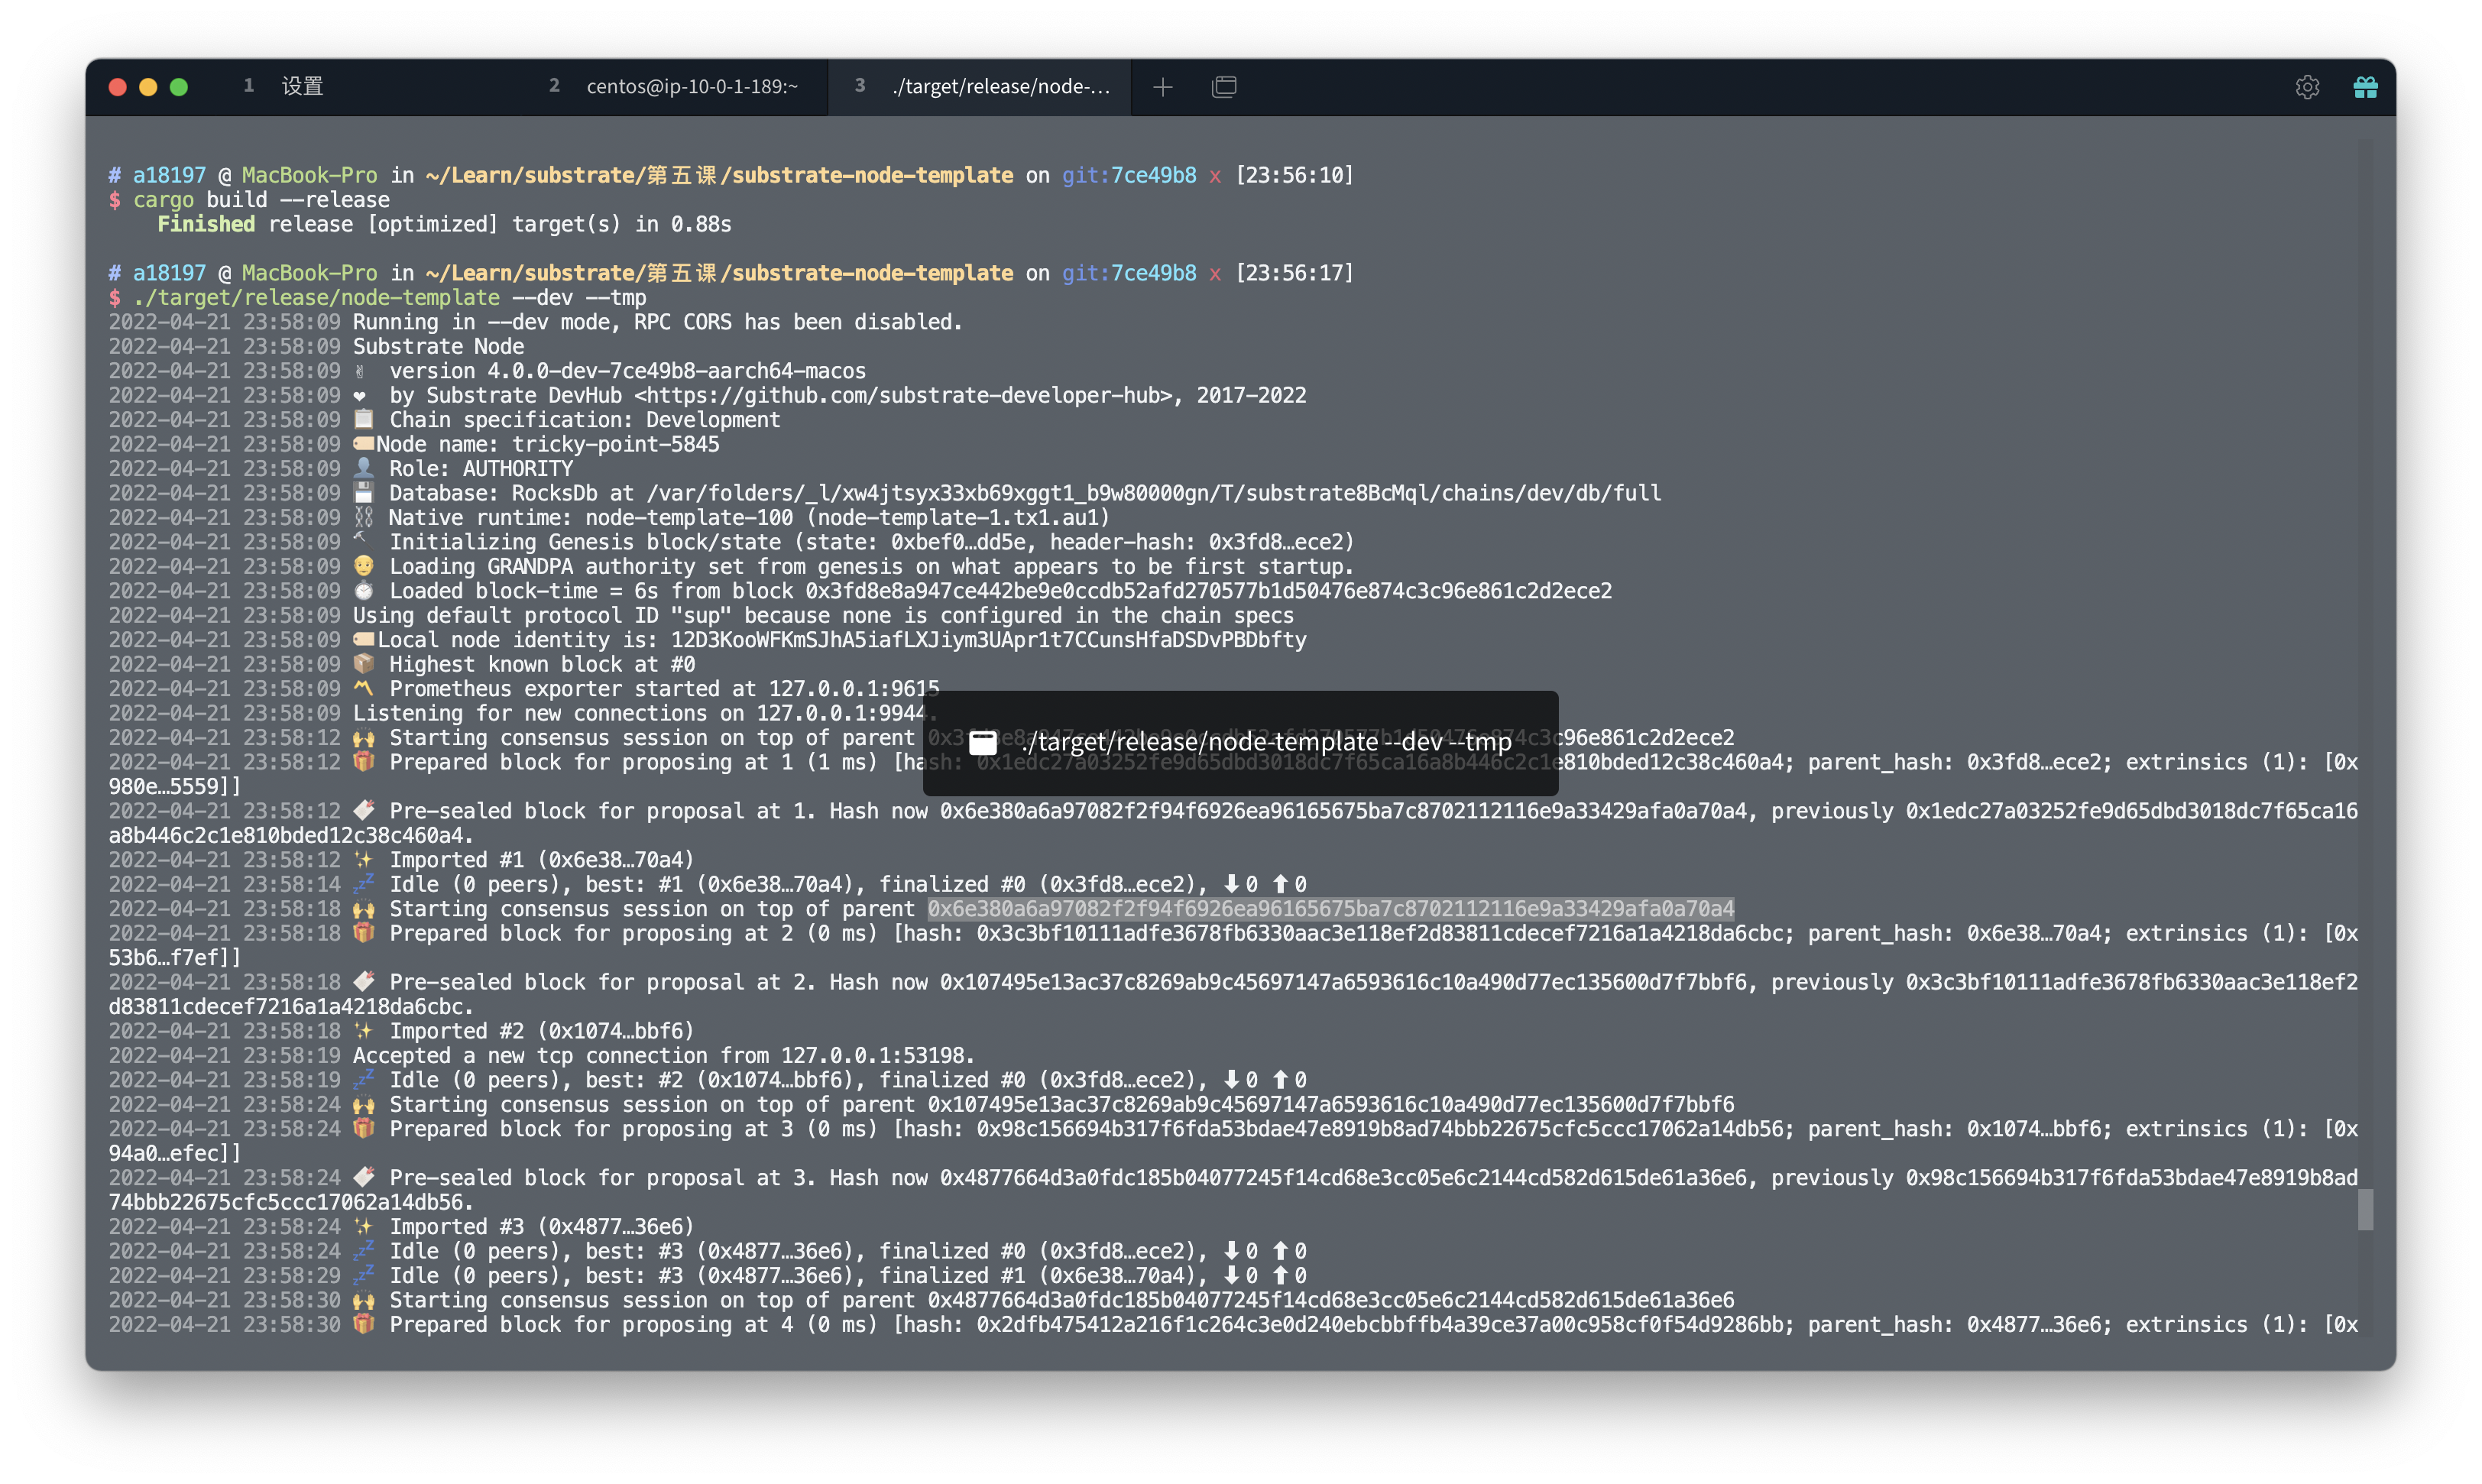 1 设置 2 centos@ip-10-0-1-189:~ 3 ./target/release/node-...
# a18197 @ MacBook-Pro in ~/Learn/substrate/第五课/substrate-node-template on git:7ce49b8 x [23:56:10]
$ cargo build --release
Finished release [optimized] target(s) in 0.88s
# a18197 @ MacBook-Pro in ~/Learn/substrate/第五课/substrate-node-template on git:7ce49b8 x [23:56:17]
$ ./target/release/node-template --dev --tmp
2022-04-21 23:58:09 Running in --dev mode, RPC CORS has been disabled.
2022-04-21 23:58:09 Substrate Node
2022-04-21 23:58:09 ✌ version 4.0.0-dev-7ce49b8-aarch64-macos
2022-04-21 23:58:09 ❤ by Substrate DevHub <https://github.com/substrate-developer-hub>, 2017-2022
2022-04-21 23:58:09 📋 Chain specification: Development
2022-04-21 23:58:09 🏷Node name: tricky-point-5845
2022-04-21 23:58:09 👤 Role: AUTHORITY
2022-04-21 23:58:09 💾 Database: RocksDb at /var/folders/_l/xw4jtsyx33xb69xggt1_b9w80000gn/T/substrate8BcMql/chains/dev/db/full
2022-04-21 23:58:09 ⛓ Native runtime: node-template-100 (node-template-1.tx1.au1)
2022-04-21 23:58:09 🔨 Initializing Genesis block/state (state: 0xbef0…dd5e, header-hash: 0x3fd8…ece2)
2022-04-21 23:58:09 👴 Loading GRANDPA authority set from genesis on what appears to be first startup.
2022-04-21 23:58:09 ⏱ Loaded block-time = 6s from block 0x3fd8e8a947ce442be9e0ccdb52afd270577b1d50476e874c3c96e861c2d2ece2
2022-04-21 23:58:09 Using default protocol ID "sup" because none is configured in the chain specs
2022-04-21 23:58:09 🏷Local node identity is: 12D3KooWFKmSJhA5iafLXJiym3UApr1t7CCunsHfaDSDvPBDbfty
2022-04-21 23:58:09 📦 Highest known block at #0
2022-04-21 23:58:09 〽 Prometheus exporter started at 127.0.0.1:9615
2022-04-21 23:58:09 Listening for new connections on 127.0.0.1:9944.
2022-04-21 23:58:12 🙌 Starting consensus session on top of parent 0x3fd8e8a947ce442be9e0ccdb52afd270577b1d50476e874c3c96e861c2d2ece2
./target/release/node-template --dev --tmp
2022-04-21 23:58:12 🎁 Prepared block for proposing at 1 (1 ms) [hash: 0x1edc27a03252fe9d65dbd3018dc7f65ca16a8b446c2c1e810bded12c38c460a4; parent_hash: 0x3fd8…ece2; extrinsics (1): [0x
980e…5559]]
2022-04-21 23:58:12 🔖 Pre-sealed block for proposal at 1. Hash now 0x6e380a6a97082f2f94f6926ea96165675ba7c8702112116e9a33429afa0a70a4, previously 0x1edc27a03252fe9d65dbd3018dc7f65ca16
a8b446c2c1e810bded12c38c460a4.
2022-04-21 23:58:12 ✨ Imported #1 (0x6e38…70a4)
2022-04-21 23:58:14 💤 Idle (0 peers), best: #1 (0x6e38…70a4), finalized #0 (0x3fd8…ece2), ⬇ 0 ⬆ 0
2022-04-21 23:58:18 🙌 Starting consensus session on top of parent 0x6e380a6a97082f2f94f6926ea96165675ba7c8702112116e9a33429afa0a70a4
2022-04-21 23:58:18 🎁 Prepared block for proposing at 2 (0 ms) [hash: 0x3c3bf10111adfe3678fb6330aac3e118ef2d83811cdecef7216a1a4218da6cbc; parent_hash: 0x6e38…70a4; extrinsics (1): [0x
53b6…f7ef]]
2022-04-21 23:58:18 🔖 Pre-sealed block for proposal at 2. Hash now 0x107495e13ac37c8269ab9c45697147a6593616c10a490d77ec135600d7f7bbf6, previously 0x3c3bf10111adfe3678fb6330aac3e118ef2
d83811cdecef7216a1a4218da6cbc.
2022-04-21 23:58:18 ✨ Imported #2 (0x1074…bbf6)
2022-04-21 23:58:19 Accepted a new tcp connection from 127.0.0.1:53198.
2022-04-21 23:58:19 💤 Idle (0 peers), best: #2 (0x1074…bbf6), finalized #0 (0x3fd8…ece2), ⬇ 0 ⬆ 0
2022-04-21 23:58:24 🙌 Starting consensus session on top of parent 0x107495e13ac37c8269ab9c45697147a6593616c10a490d77ec135600d7f7bbf6
2022-04-21 23:58:24 🎁 Prepared block for proposing at 3 (0 ms) [hash: 0x98c156694b317f6fda53bdae47e8919b8ad74bbb22675cfc5ccc17062a14db56; parent_hash: 0x1074…bbf6; extrinsics (1): [0x
94a0…efec]]
2022-04-21 23:58:24 🔖 Pre-sealed block for proposal at 3. Hash now 0x4877664d3a0fdc185b04077245f14cd68e3cc05e6c2144cd582d615de61a36e6, previously 0x98c156694b317f6fda53bdae47e8919b8ad
74bbb22675cfc5ccc17062a14db56.
2022-04-21 23:58:24 ✨ Imported #3 (0x4877…36e6)
2022-04-21 23:58:24 💤 Idle (0 peers), best: #3 (0x4877…36e6), finalized #0 (0x3fd8…ece2), ⬇ 0 ⬆ 0
2022-04-21 23:58:29 💤 Idle (0 peers), best: #3 (0x4877…36e6), finalized #1 (0x6e38…70a4), ⬇ 0 ⬆ 0
2022-04-21 23:58:30 🙌 Starting consensus session on top of parent 0x4877664d3a0fdc185b04077245f14cd68e3cc05e6c2144cd582d615de61a36e6
2022-04-21 23:58:30 🎁 Prepared block for proposing at 4 (0 ms) [hash: 0x2dfb475412a216f1c264c3e0d240ebcbbffb4a39ce37a00c958cf0f54d9286bb; parent_hash: 0x4877…36e6; extrinsics (1): [0x